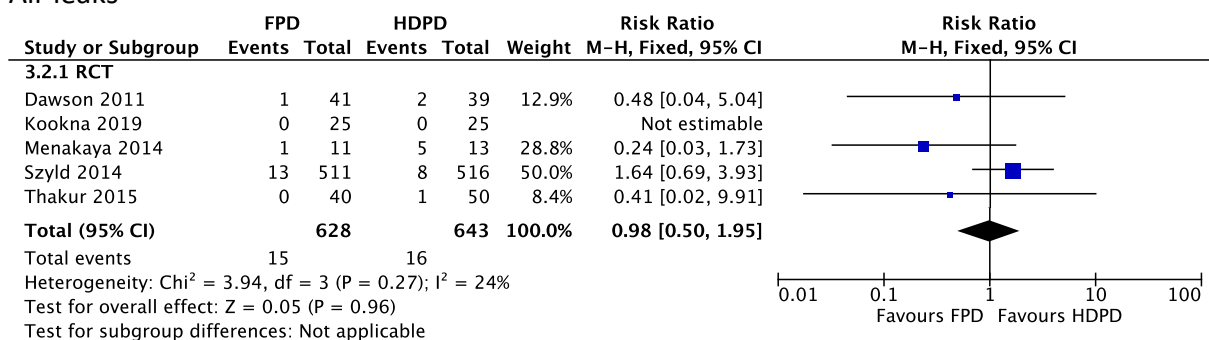 Air leaks
FPD HDPD Risk Ratio Risk Ratio
Study or Subgroup Events Total Events Total Weight M-H, Fixed, 95% CI M-H, Fixed, 95% CI
3.2.1 RCT
Dawson 2011 1 41 2 39 12.9% 0.48 [0.04, 5.04]
Kookna 2019 0 25 0 25 Not estimable
Menakaya 2014 1 11 5 13 28.8% 0.24 [0.03, 1.73]
Szyld 2014 13 511 8 516 50.0% 1.64 [0.69, 3.93]
Thakur 2015 0 40 1 50 8.4% 0.41 [0.02, 9.91]
Total (95% CI) 628 643 100.0% 0.98 [0.50, 1.95]
Total events 15 16
Heterogeneity: Chi² = 3.94, df = 3 (P = 0.27); I² = 24%
Test for overall effect: Z = 0.05 (P = 0.96)
Test for subgroup differences: Not applicable
0.01 0.1 1 10 100
Favours FPD Favours HDPD